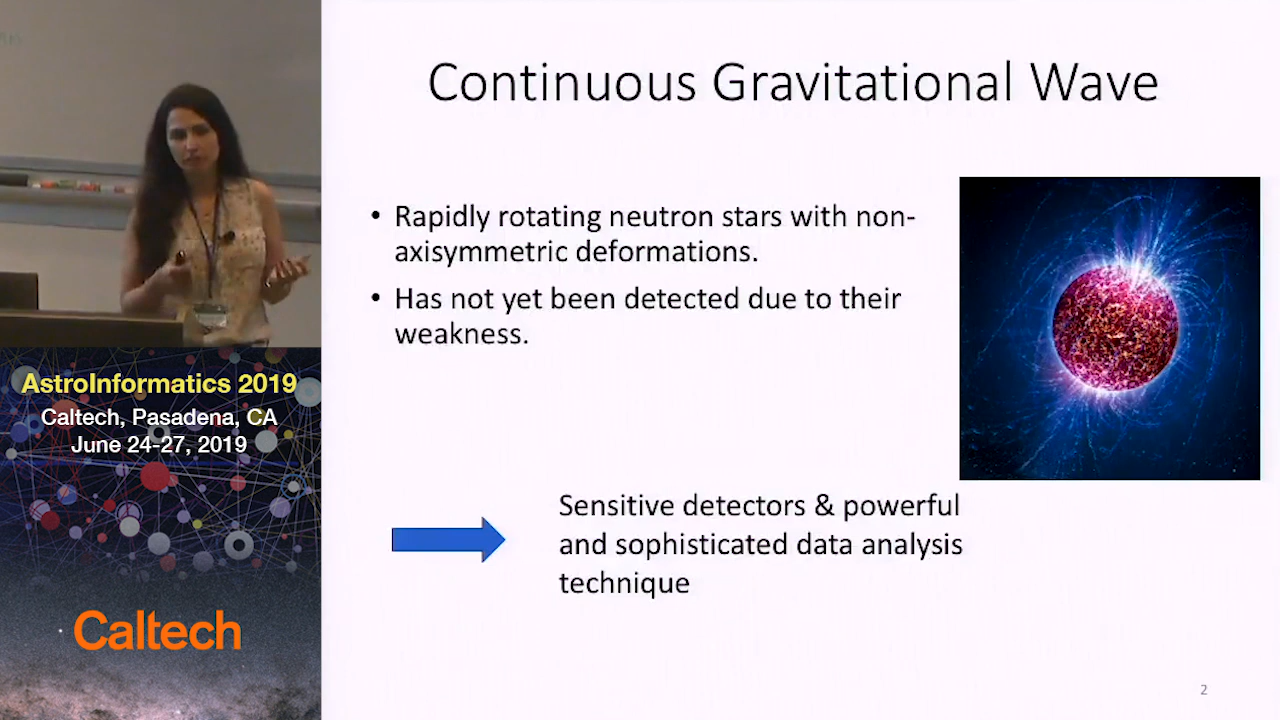 Continuous Gravitational Wave
• Rapidly rotating neutron stars with non-
axisymmetric deformations.
• Has not yet been detected due to their
weakness.
Sensitive detectors & powerful
and sophisticated data analysis
technique
2
AstroInformatics 2019
Caltech, Pasadena, CA
June 24-27, 2019
Caltech